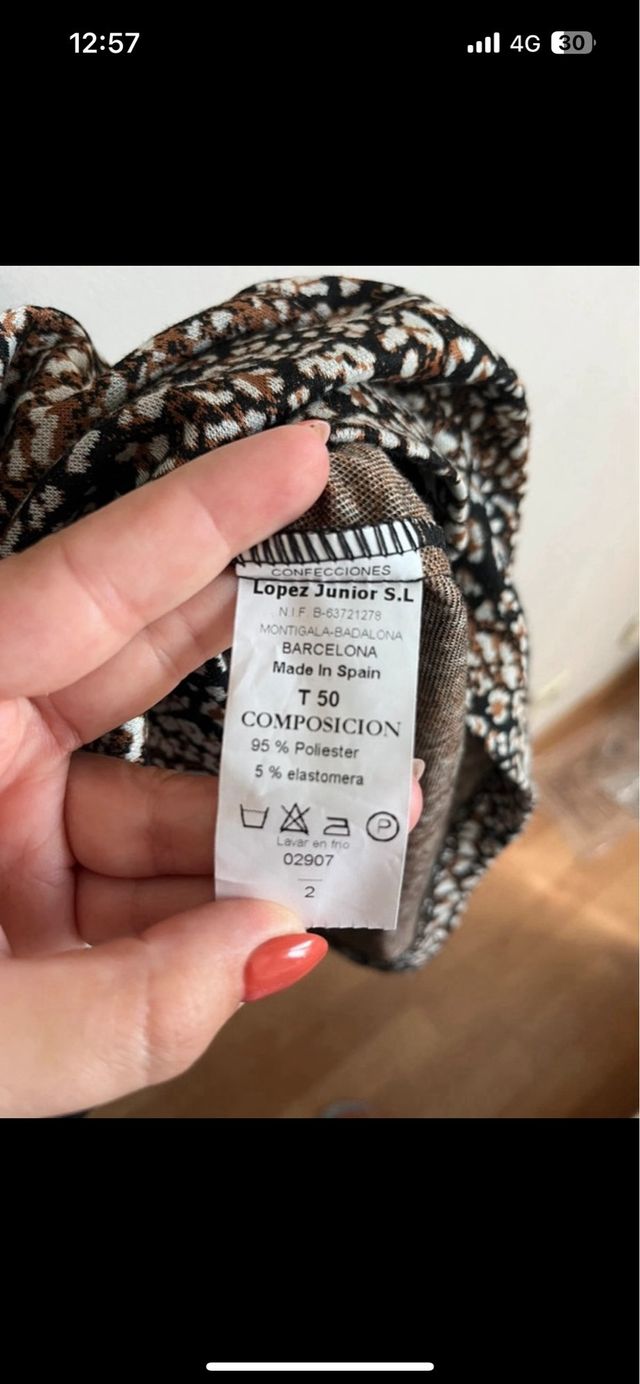 12:57
4G 30
CONFECCIONES
Lopez Junior S.L
N.I.F. B-63721278
MONTIGALA-BADALONA
BARCELONA
Made In Spain
T 50
COMPOSICION
95 % Poliester
5 % elastomera
P
Lavar en frio
02907
2